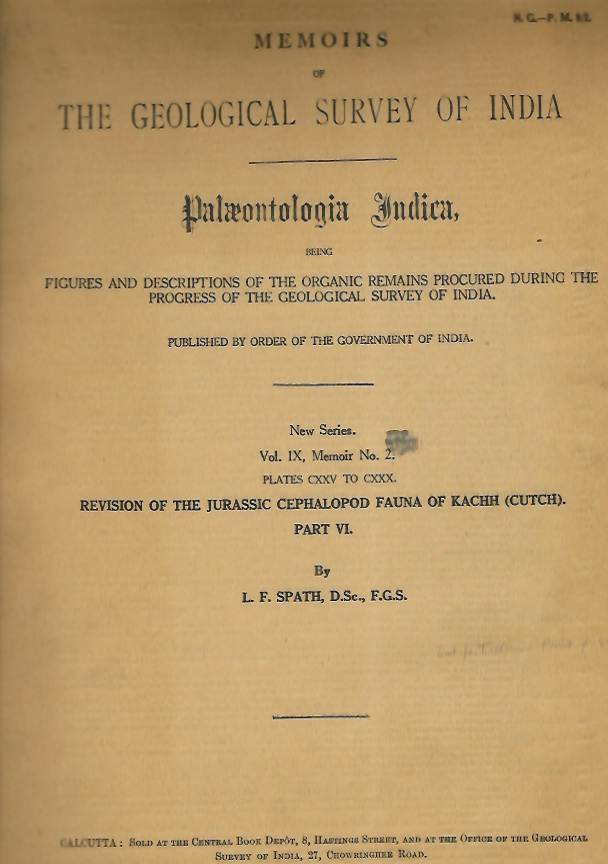 N. G.—P. M. 82.
MEMOIRS
OF
THE GEOLOGICAL SURVEY OF INDIA
Palæontologia Indica,
BEING
FIGURES AND DESCRIPTIONS OF THE ORGANIC REMAINS PROCURED DURING THE
PROGRESS OF THE GEOLOGICAL SURVEY OF INDIA.
PUBLISHED BY ORDER OF THE GOVERNMENT OF INDIA.
New Series.
Vol. IX, Memoir No. 2.
PLATES CXXV TO CXXX.
REVISION OF THE JURASSIC CEPHALOPOD FAUNA OF KACHH (CUTCH).
PART VI.
By
L. F. SPATH, D.Sc., F.G.S.
CALCUTTA : SOLD AT THE CENTRAL BOOK DEPÔT, 8, HASTINGS STREET, AND AT THE OFFICE OF THE GEOLOGICAL
SURVEY OF INDIA, 27, CHOWRINGHEE ROAD.